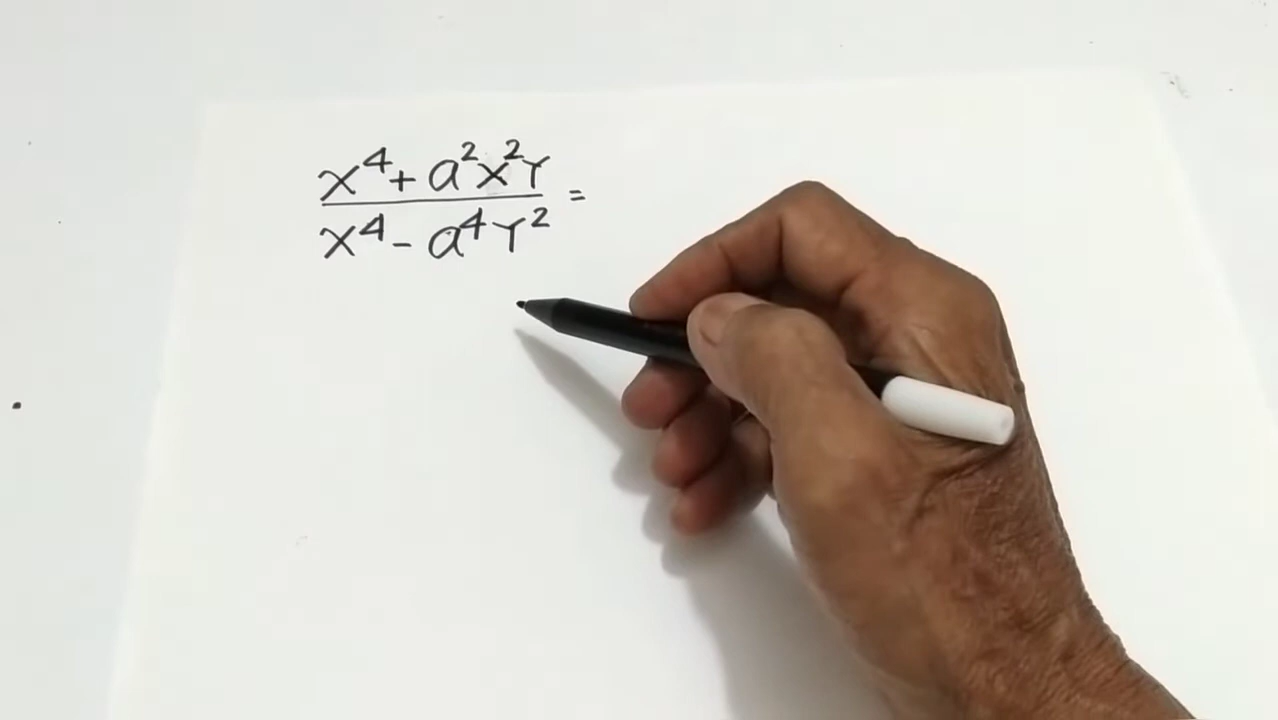 x⁴ + a²x²y
x⁴ - a⁴y² =